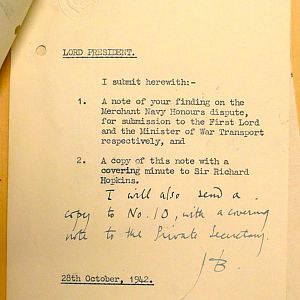 LORD PRESIDENT.
I submit herewith:-
1. A note of your finding on the
Merchant Navy Honours dispute,
for submission to the First Lord
and the Minister of War Transport
respectively, and
2. A copy of this note with a
covering minute to Sir Richard
Hopkins.
I will also send a
copy to No. 10, with a covering
note to the Private Secretary.
JB.
28th October, 1942.